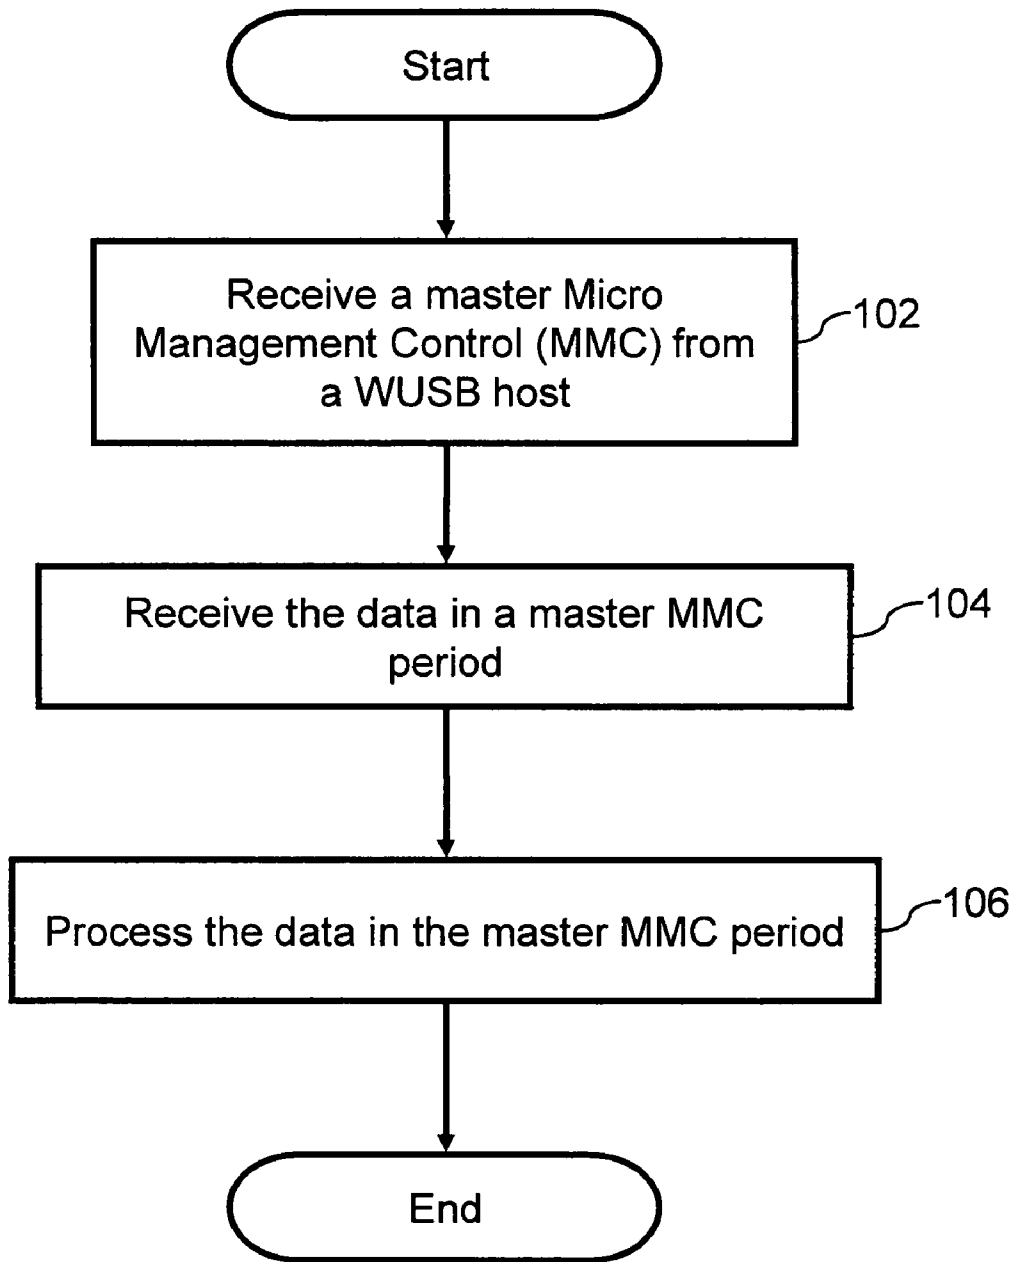 Start
Receive a master Micro
Management Control (MMC) from
a WUSB host
102
Receive the data in a master MMC
period
104
Process the data in the master MMC period
106
End